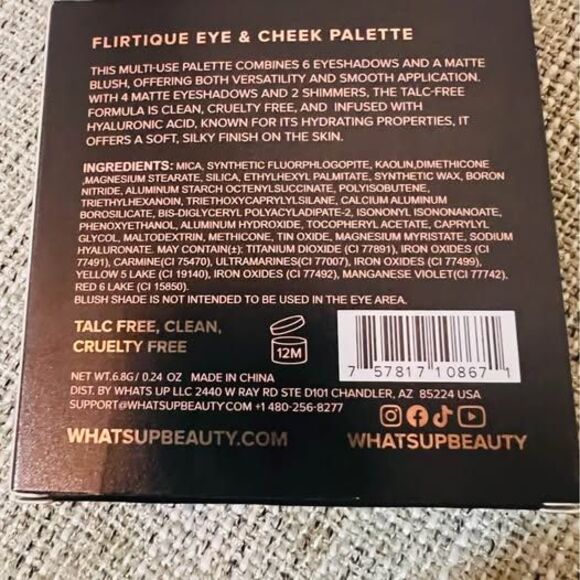 FLIRTIQUE EYE & CHEEK PALETTE
THIS MULTI-USE PALETTE COMBINES 6 EYESHADOWS AND A MATTE
BLUSH, OFFERING BOTH VERSATILITY AND SMOOTH APPLICATION.
WITH 4 MATTE EYESHADOWS AND 2 SHIMMERS, THE TALC-FREE
FORMULA IS CLEAN, CRUELTY FREE, AND INFUSED WITH
HYALURONIC ACID, KNOWN FOR ITS HYDRATING PROPERTIES, IT
OFFERS A SOFT, SILKY FINISH ON THE SKIN.
INGREDIENTS: MICA, SYNTHETIC FLUORPHLOGOPITE, KAOLIN,DIMETHICONE
,MAGNESIUM STEARATE, SILICA, ETHYLHEXYL PALMITATE, SYNTHETIC WAX, BORON
NITRIDE, ALUMINUM STARCH OCTENYLSUCCINATE, POLYISOBUTENE,
TRIETHYLHEXANOIN, TRIETHOXYCAPRYLYLSILANE, CALCIUM ALUMINUM
BOROSILICATE, BIS-DIGLYCERYL POLYACYLADIPATE-2, ISONONYL ISONONANOATE,
PHENOXYETHANOL, ALUMINUM HYDROXIDE, TOCOPHERYL ACETATE, CAPRYLYL
GLYCOL, MALTODEXTRIN, METHICONE, TIN OXIDE, MAGNESIUM MYRISTATE, SODIUM
HYALURONATE. MAY CONTAIN(±): TITANIUM DIOXIDE (CI 77891), IRON OXIDES (CI
77491), CARMINE(CI 75470), ULTRAMARINES(CI 77007), IRON OXIDES (CI 77499),
YELLOW 5 LAKE (CI 19140), IRON OXIDES (CI 77492), MANGANESE VIOLET(CI 77742),
RED 6 LAKE (CI 15850).
BLUSH SHADE IS NOT INTENDED TO BE USED IN THE EYE AREA.
TALC FREE, CLEAN,
CRUELTY FREE
12M
7 57817 10867 1
NET WT.6.8G/ 0.24 OZ MADE IN CHINA
DIST. BY WHATS UP LLC 2440 W RAY RD STE D101 CHANDLER, AZ 85224 USA
SUPPORT@WHATSUPBEAUTY.COM +1 480-256-8277
WHATSUPBEAUTY.COM
WHATSUPBEAUTY